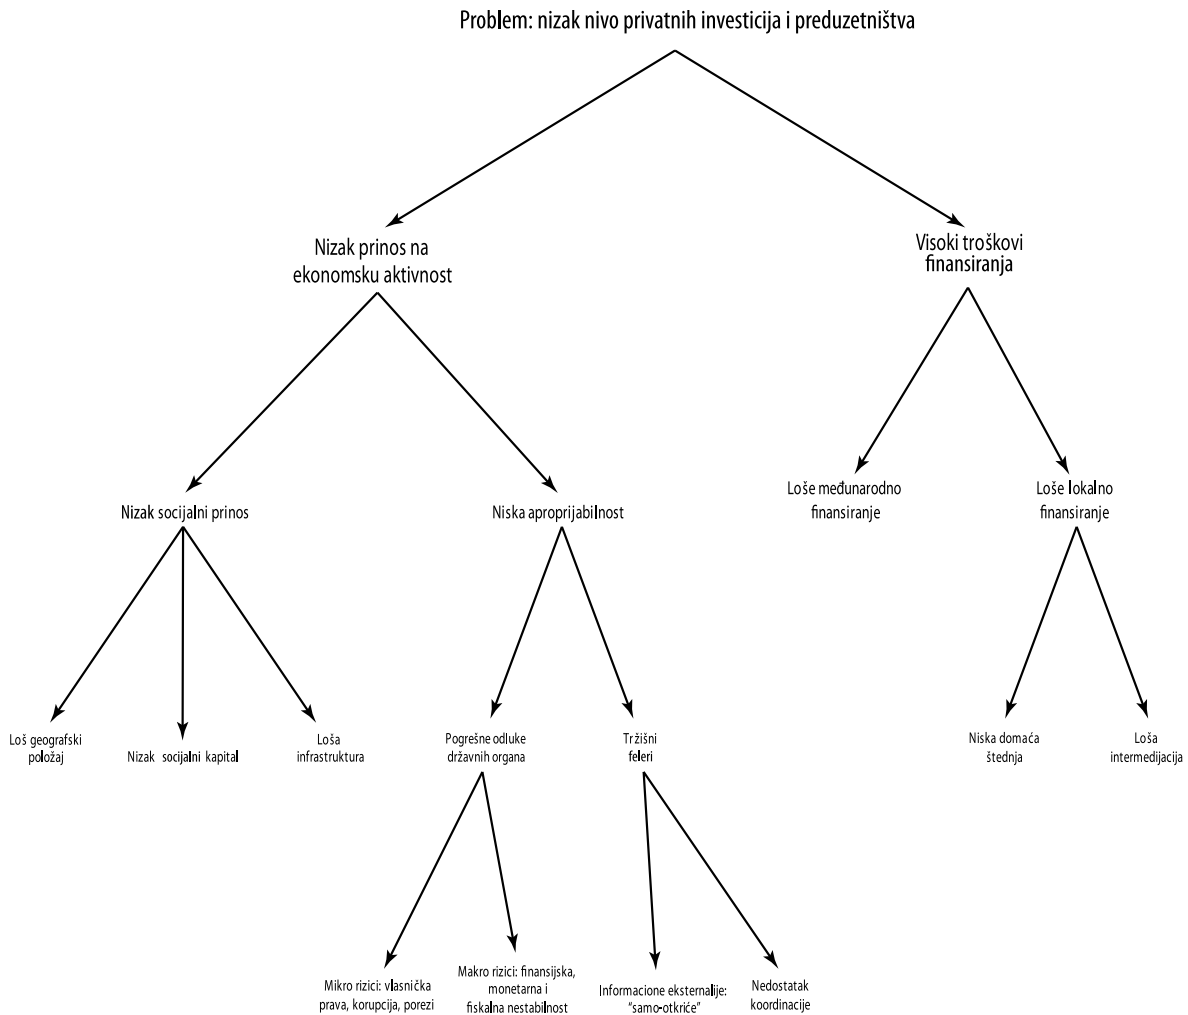 Problem: nizak nivo privatnih investicija i preduzetništva
Nizak prinos na
ekonomsku aktivnost
Visoki troškovi
finansiranja
Nizak socijalni prinos
Niska aproprijabilnost
Loše međunarodno
finansiranje
Loše lokalno
finansiranje
Loš geografski
položaj
Nizak socijalni kapital
Loša
infrastruktura
Pogrešne odluke
državnih organa
Tržišni
feleri
Niska domaća
štednja
Loša
intermedijacija
Mikro rizici: vlasnička
prava, korupcija, porezi
Makro rizici: finansijska,
monetarna i
fiskalna nestabilnost
Informacione eksternalije:
“samo-otkriće”
Nedostatak
koordinacije